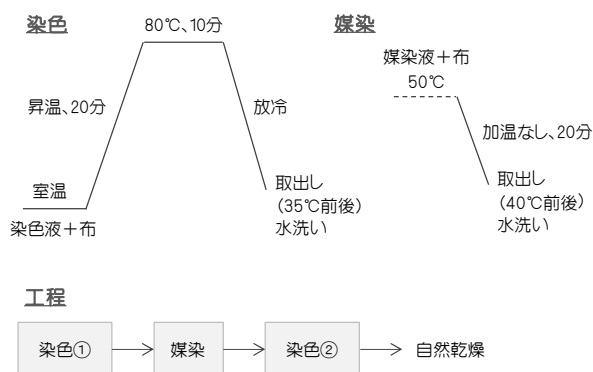 染色
80℃、10分
昇温、20分
放冷
室温
染色液＋布
取出し
（35℃前後）
水洗い
媒染
媒染液＋布
50℃
加温なし、20分
取出し
（40℃前後）
水洗い
工程
染色①
媒染
染色②
自然乾燥